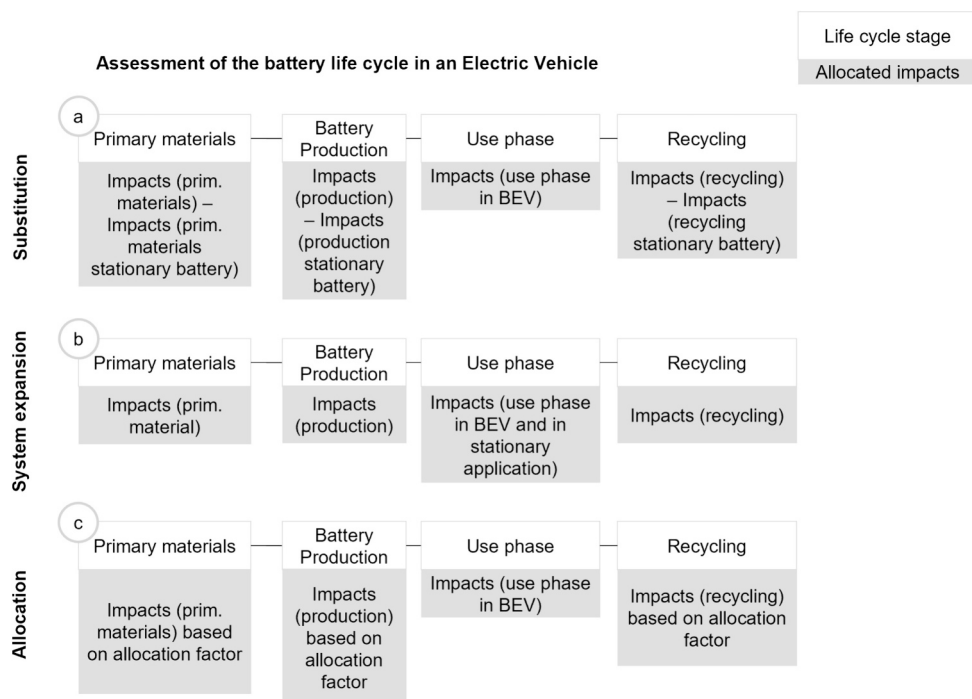 Life cycle stage
Allocated impacts
Assessment of the battery life cycle in an Electric Vehicle
Substitution
a
Primary materials
Impacts (prim.
materials) –
Impacts (prim.
materials
stationary battery)
Battery
Production
Impacts
(production)
– Impacts
(production
stationary
battery)
Use phase
Impacts (use phase
in BEV)
Recycling
Impacts (recycling)
– Impacts
(recycling
stationary battery)
System expansion
b
Primary materials
Impacts (prim.
material)
Battery
Production
Impacts
(production)
Use phase
Impacts (use phase
in BEV and in
stationary
application)
Recycling
Impacts (recycling)
Allocation
c
Primary materials
Impacts (prim.
materials) based
on allocation factor
Battery
Production
Impacts
(production)
based on
allocation
factor
Use phase
Impacts (use phase
in BEV)
Recycling
Impacts (recycling)
based on allocation
factor